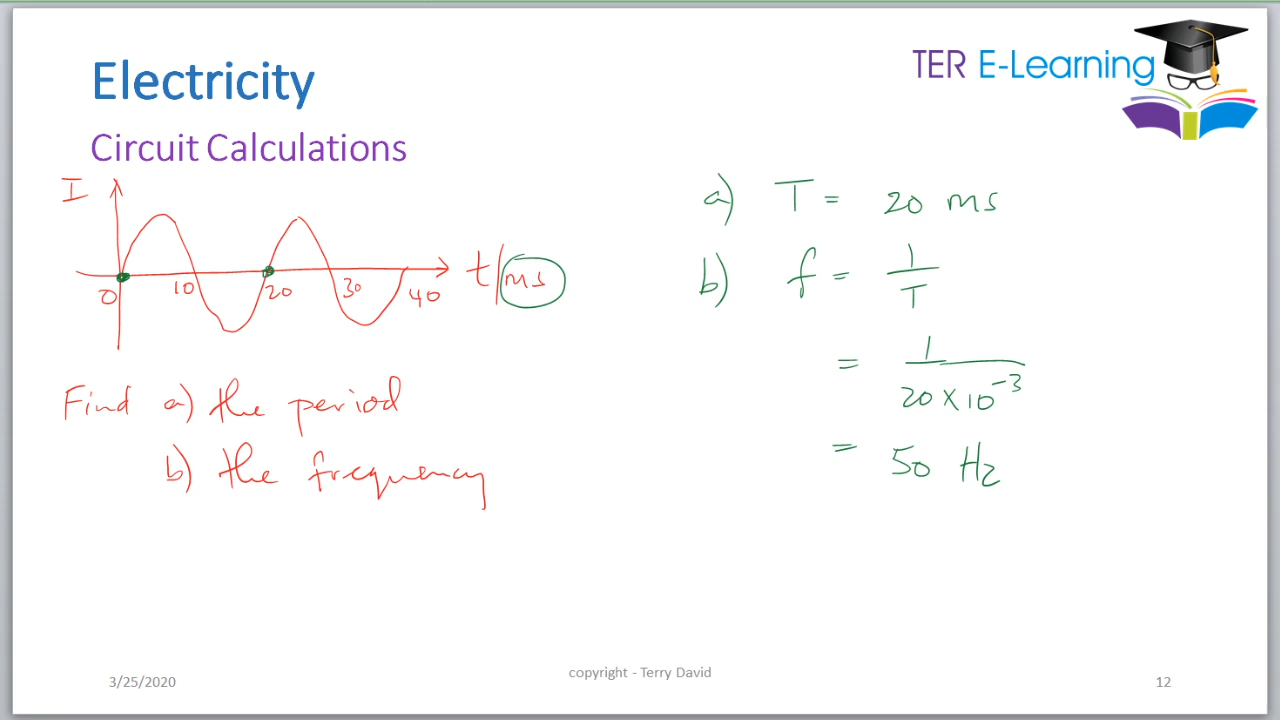 Electricity
TER E-Learning
Circuit Calculations
I
t/ms
0 10 20 30 40
Find a) the period
b) the frequency
a) T = 20 ms
b) f = 1/T
= 1/20 × 10⁻³
= 50 Hz
3/25/2020
copyright - Terry David
12